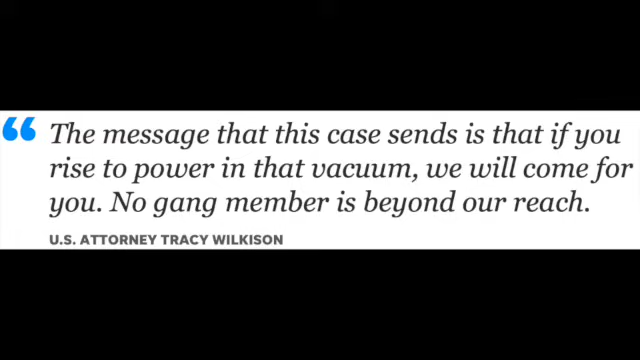 “ The message that this case sends is that if you
rise to power in that vacuum, we will come for
you. No gang member is beyond our reach.
U.S. ATTORNEY TRACY WILKISON